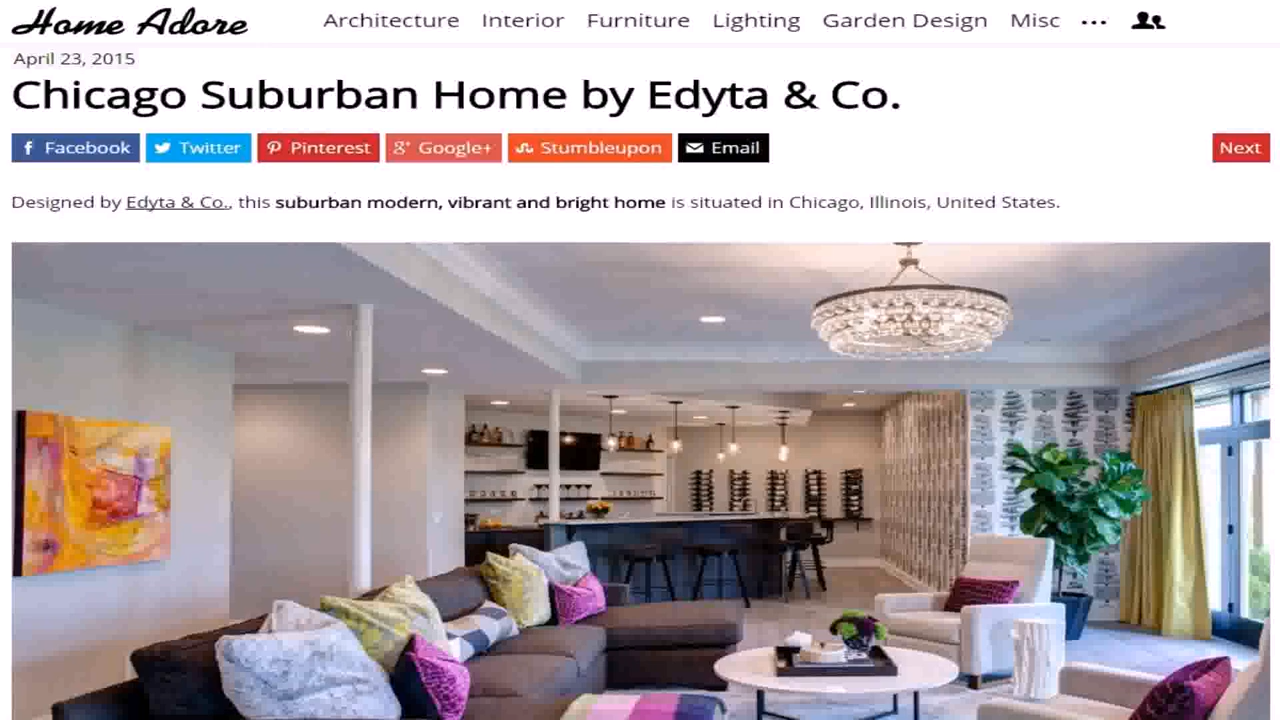 Home Adore
Architecture Interior Furniture Lighting Garden Design Misc ...
April 23, 2015
Chicago Suburban Home by Edyta & Co.
Facebook Twitter Pinterest Google+ Stumbleupon Email Next
Designed by Edyta & Co., this suburban modern, vibrant and bright home is situated in Chicago, Illinois, United States.